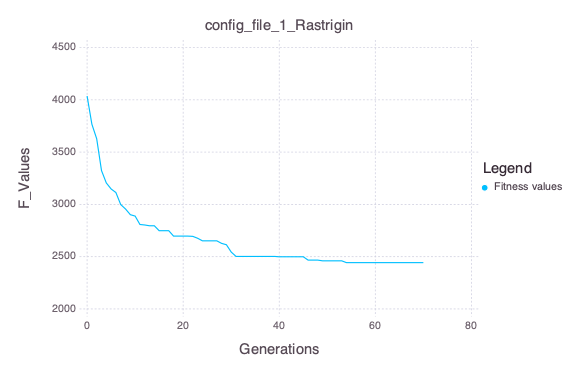 config_file_1_Rastrigin
4500
4000
3500
3000
2500
2000
F_Values
0
20
40
60
80
Generations
Legend
Fitness values